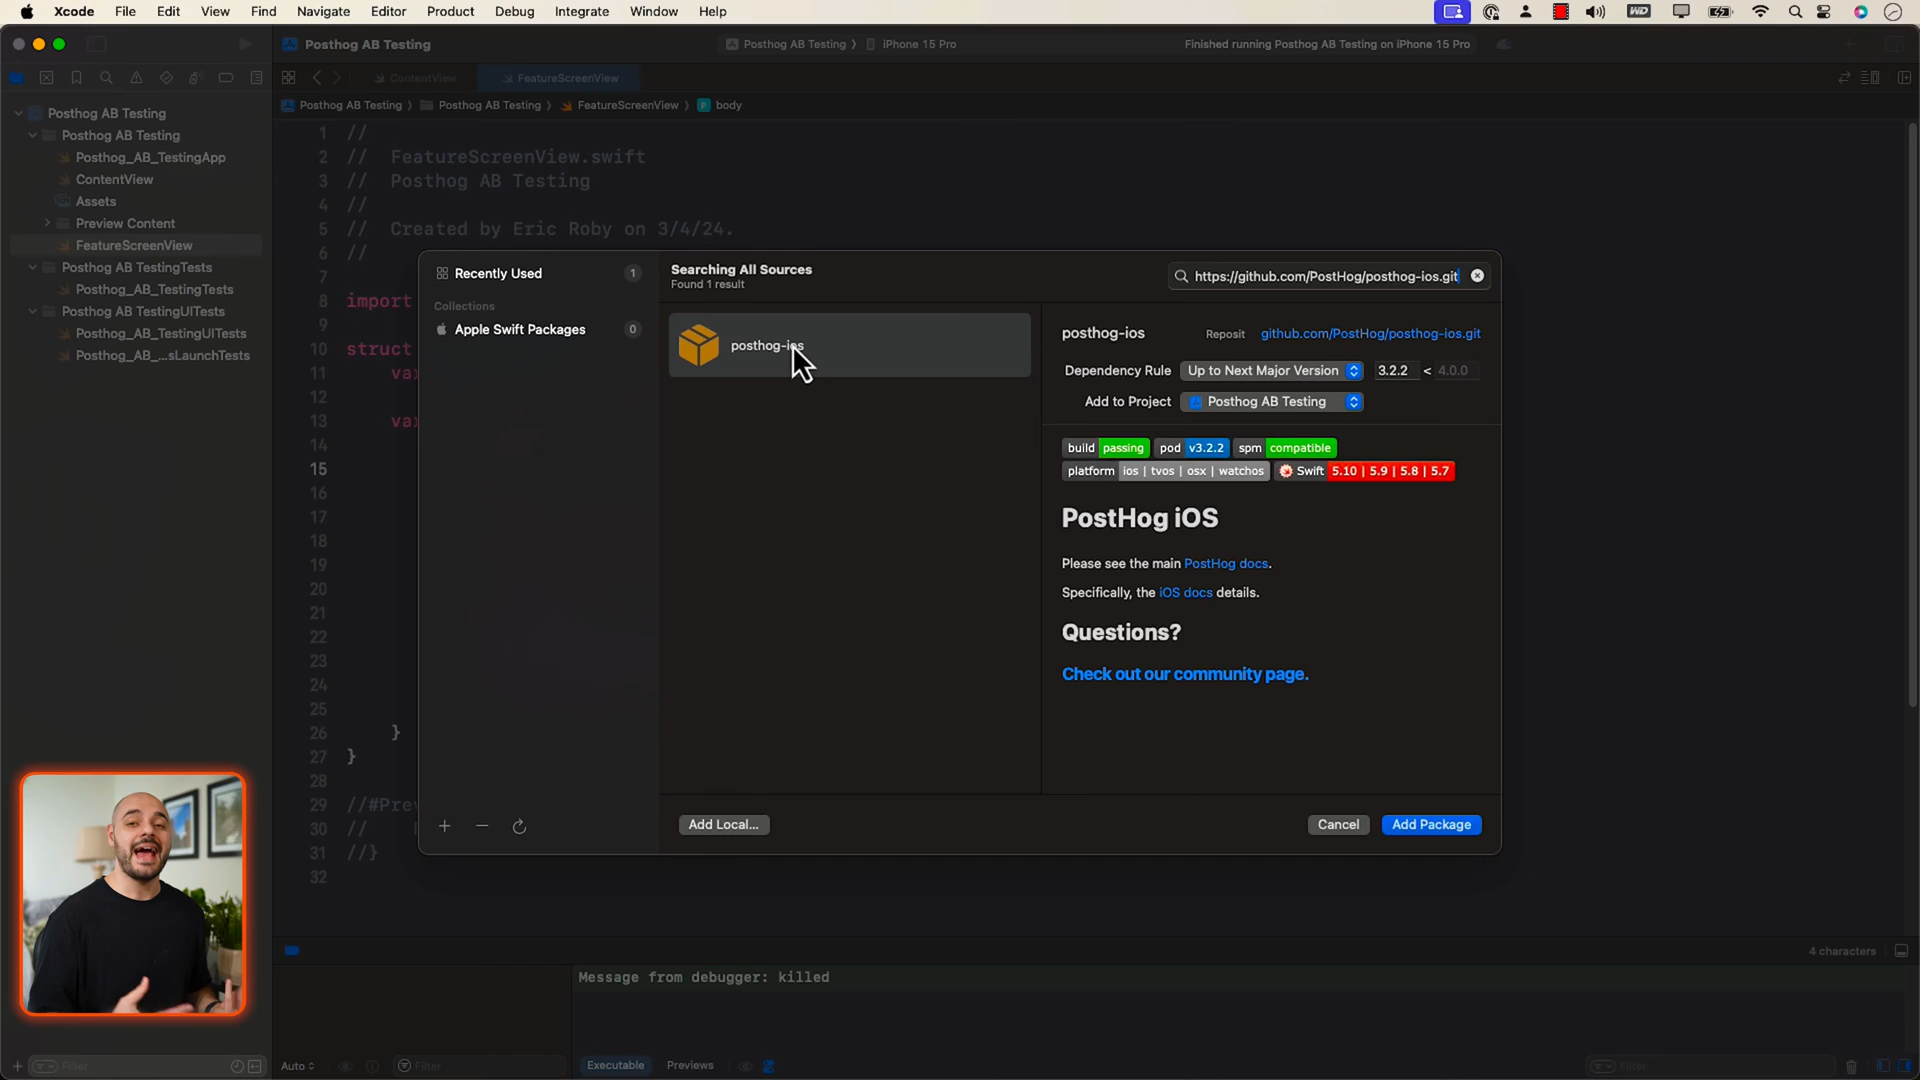 Xcode File Edit View Find Navigate Editor Product Debug Integrate Window Help
Posthog AB Testing
Posthog AB Testing
iPhone 15 Pro
Finished running Posthog AB Testing on iPhone 15 Pro
ContentView
FeatureScreenView
Posthog AB Testing
Posthog AB Testing
FeatureScreenView
body
Posthog AB Testing
Posthog AB Testing
Posthog_AB_TestingApp
ContentView
Assets
Preview Content
FeatureScreenView
Posthog AB TestingTests
Posthog_AB_TestingTests
Posthog AB TestingUITests
Posthog_AB_TestingUITests
Posthog_AB_...sLaunchTests
1 //
2 // FeatureScreenView.swift
3 // Posthog AB Testing
4 //
5 // Created by Eric Roby on 3/4/24.
6 //
7
8 import
9
10 struct
11 var
12
13 var
14
15
16
17
18
19
20
21
22
23
24
25
26 }
27 }
28
29 //#Prev
30 //
31 //}
32
Recently Used 1
Collections
Apple Swift Packages 0
Searching All Sources
Found 1 result
https://github.com/PostHog/posthog-ios.git
posthog-ios
posthog-ios Reposit github.com/PostHog/posthog-ios.git
Dependency Rule Up to Next Major Version 3.2.2 < 4.0.0
Add to Project Posthog AB Testing
build passing pod v3.2.2 spm compatible
platform ios | tvos | osx | watchos Swift 5.10 | 5.9 | 5.8 | 5.7
PostHog iOS
Please see the main PostHog docs.
Specifically, the iOS docs details.
Questions?
Check out our community page.
Add Local...
Cancel
Add Package
4 characters
Message from debugger: killed
Filter
Auto
Filter
Executable
Previews
Filter